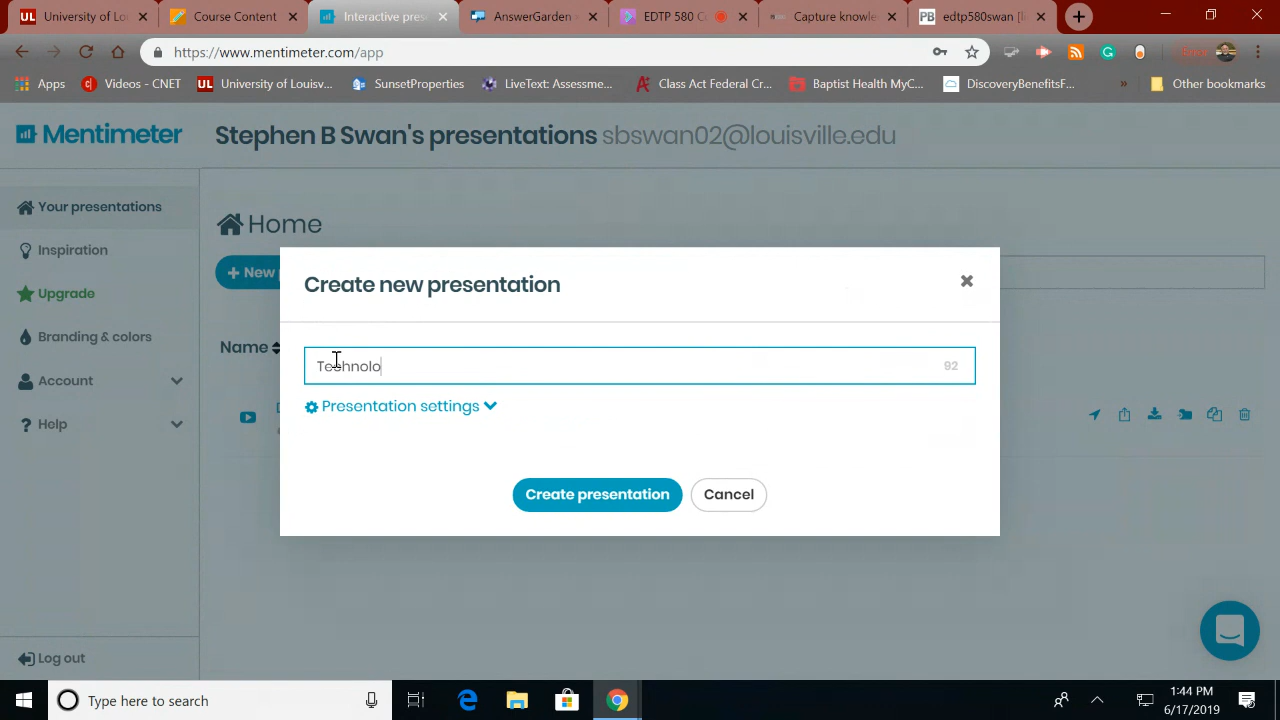 University of Lo
Course Content
Interactive pres
AnswerGarden
EDTP 580 C
Capture knowle
PB edtp580swan [li
https://www.mentimeter.com/app
Apps
Videos - CNET
UL University of Louisv...
SunsetProperties
LiveText: Assessme...
Class Act Federal Cr...
Baptist Health MyC...
DiscoveryBenefitsF...
»
Other bookmarks
Mentimeter
Stephen B Swan's presentations sbswan02@louisville.edu
Your presentations
Inspiration
Upgrade
Branding & colors
Account
? Help
Log out
Home
+ New
Name
Create new presentation
Technolo
92
Presentation settings
Create presentation
Cancel
Type here to search
1:44 PM
6/17/2019